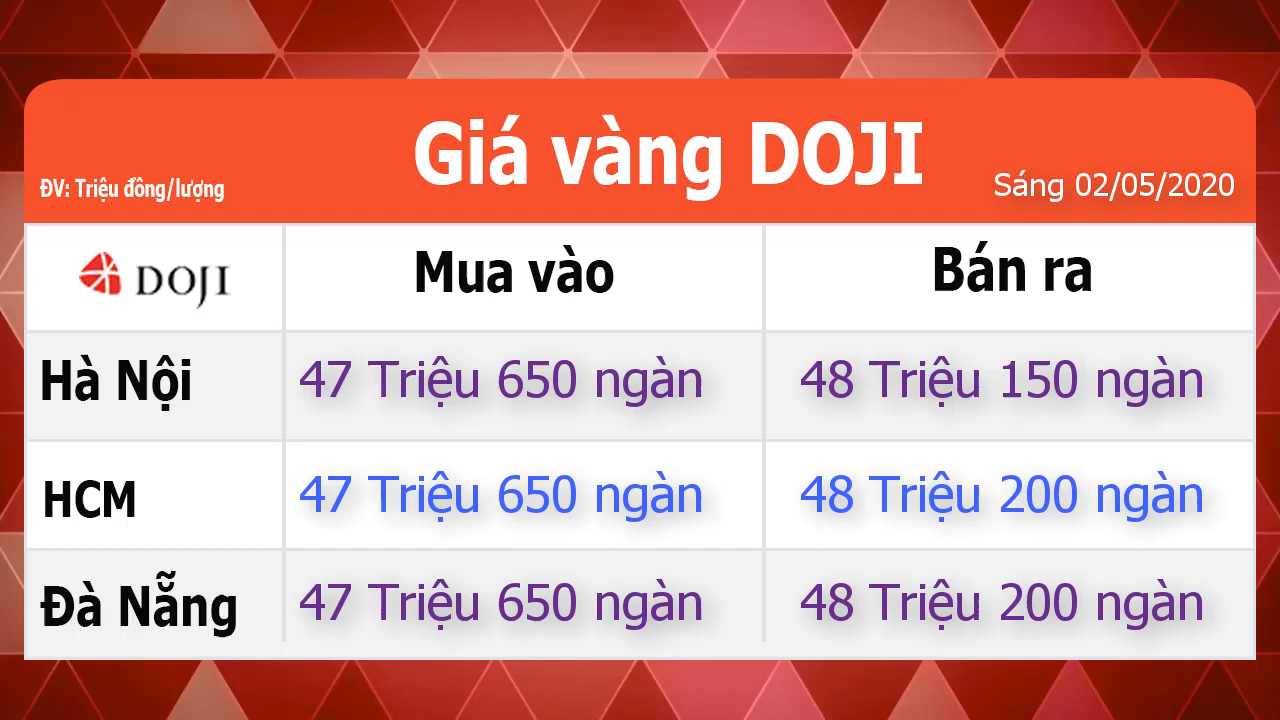 Giá vàng DOJI
ĐV: Triệu đồng/lượng
Sáng 02/05/2020
DOJI Mua vào Bán ra
Hà Nội 47 Triệu 650 ngàn 48 Triệu 150 ngàn
HCM 47 Triệu 650 ngàn 48 Triệu 200 ngàn
Đà Nẵng 47 Triệu 650 ngàn 48 Triệu 200 ngàn